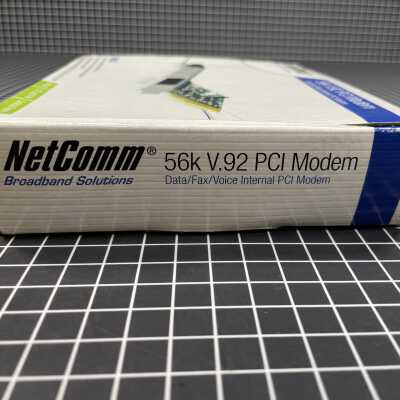 NetComm®
Broadband Solutions
56k V.92 PCI Modem
Data/Fax/Voice Internal PCI Modem